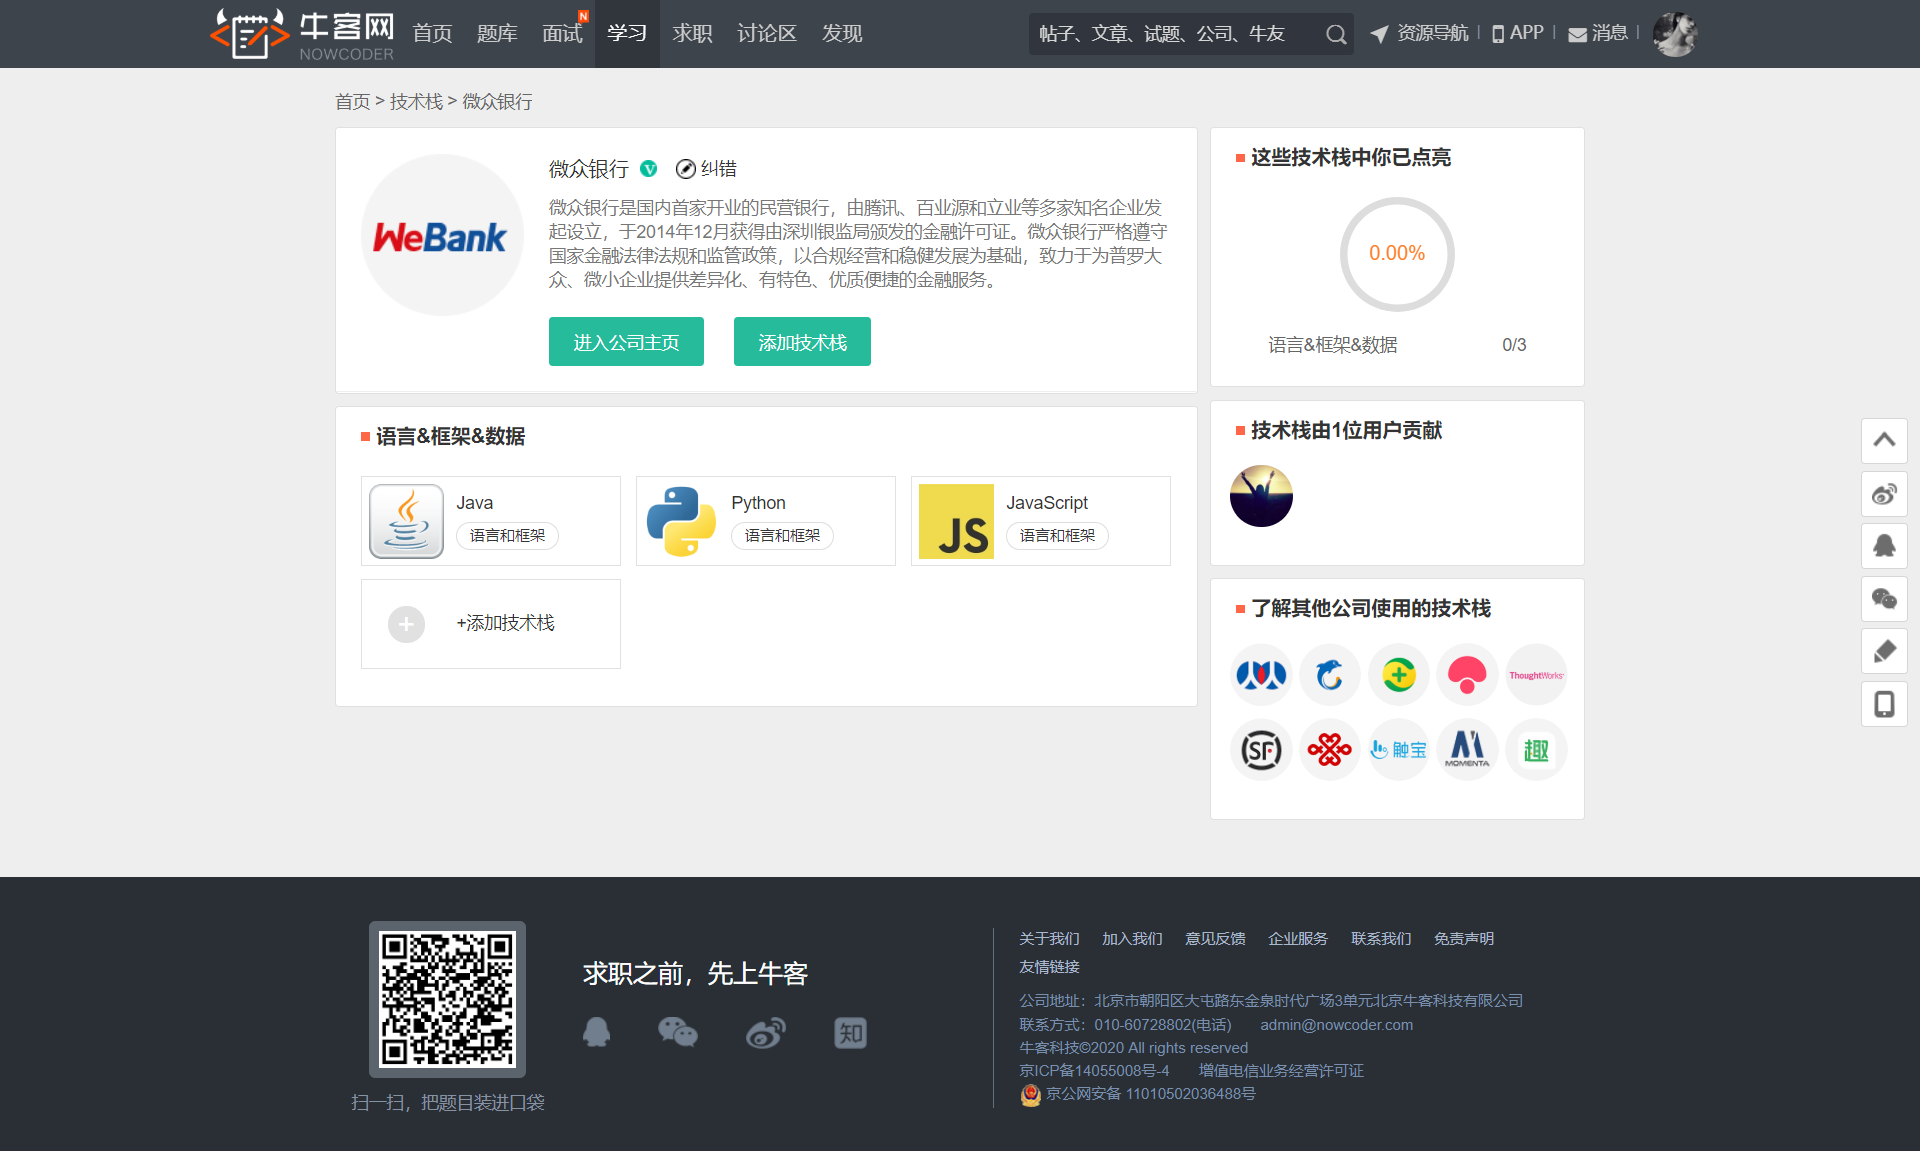 牛客网
NOWCODER
首页 题库 面试 N 学习 求职 讨论区 发现
帖子、文章、试题、公司、牛友
资源导航 APP 消息
首页 > 技术栈 > 微众银行
WeBank
微众银行 V 纠错
微众银行是国内首家开业的民营银行，由腾讯、百业源和立业等多家知名企业发
起设立，于2014年12月获得由深圳银监局颁发的金融许可证。微众银行严格遵守
国家金融法律法规和监管政策，以合规经营和稳健发展为基础，致力于为普罗大
众、微小企业提供差异化、有特色、优质便捷的金融服务。
进入公司主页 添加技术栈
语言&框架&数据
Java
语言和框架
Python
语言和框架
JS
JavaScript
语言和框架
+添加技术栈
这些技术栈中你已点亮
0.00%
语言&框架&数据 0/3
技术栈由1位用户贡献
了解其他公司使用的技术栈
ThoughtWorks
SF 触宝 MOMENTA 趣
扫一扫，把题目装进口袋
求职之前，先上牛客
知
关于我们 加入我们 意见反馈 企业服务 联系我们 免责声明
友情链接
公司地址：北京市朝阳区大屯路东金泉时代广场3单元北京牛客科技有限公司
联系方式：010-60728802(电话) admin@nowcoder.com
牛客科技©2020 All rights reserved
京ICP备14055008号-4 增值电信业务经营许可证
京公网安备 11010502036488号